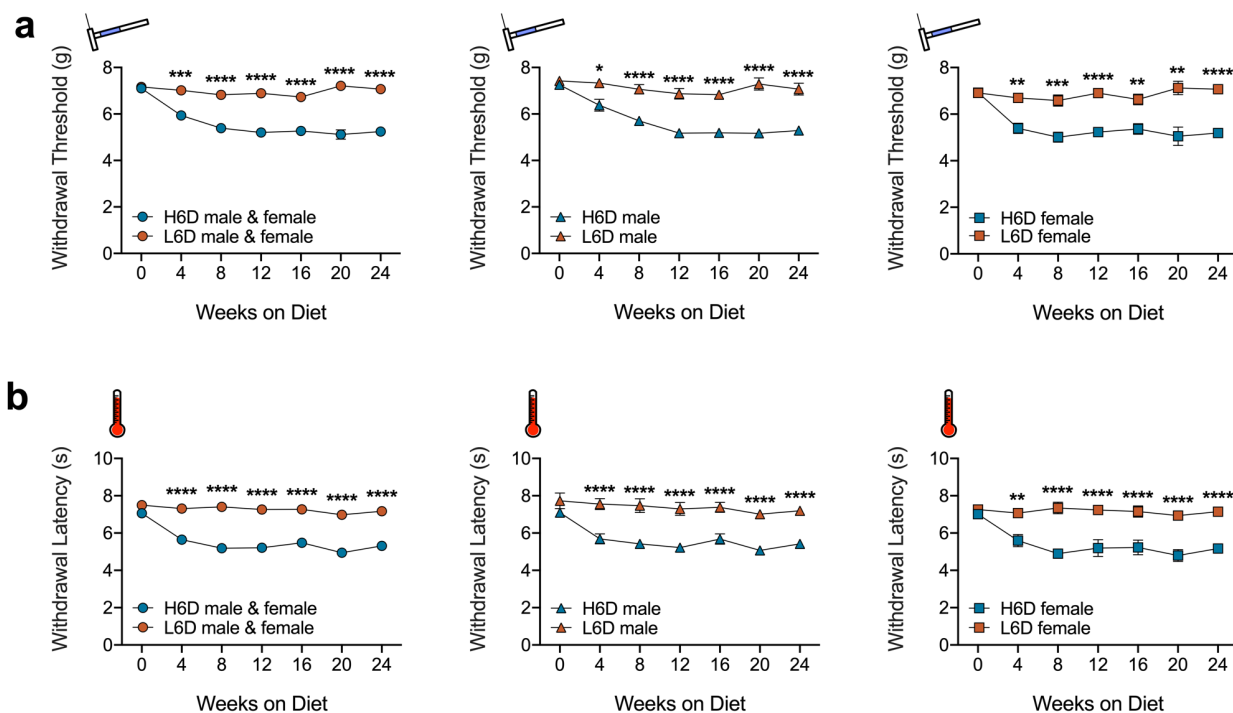 a
Withdrawal Threshold (g)
8
6
4
2
0
*** **** **** **** **** ****
H6D male & female
L6D male & female
0 4 8 12 16 20 24
Weeks on Diet
Withdrawal Threshold (g)
8
6
4
2
0
* **** **** **** **** ****
H6D male
L6D male
0 4 8 12 16 20 24
Weeks on Diet
Withdrawal Threshold (g)
8
6
4
2
0
** *** **** ** ** ****
H6D female
L6D female
0 4 8 12 16 20 24
Weeks on Diet
b
Withdrawal Latency (s)
10
8
6
4
2
0
**** **** **** **** **** ****
H6D male & female
L6D male & female
0 4 8 12 16 20 24
Weeks on Diet
Withdrawal Latency (s)
10
8
6
4
2
0
**** **** **** **** **** ****
H6D male
L6D male
0 4 8 12 16 20 24
Weeks on Diet
Withdrawal Latency (s)
10
8
6
4
2
0
** **** **** **** **** ****
H6D female
L6D female
0 4 8 12 16 20 24
Weeks on Diet